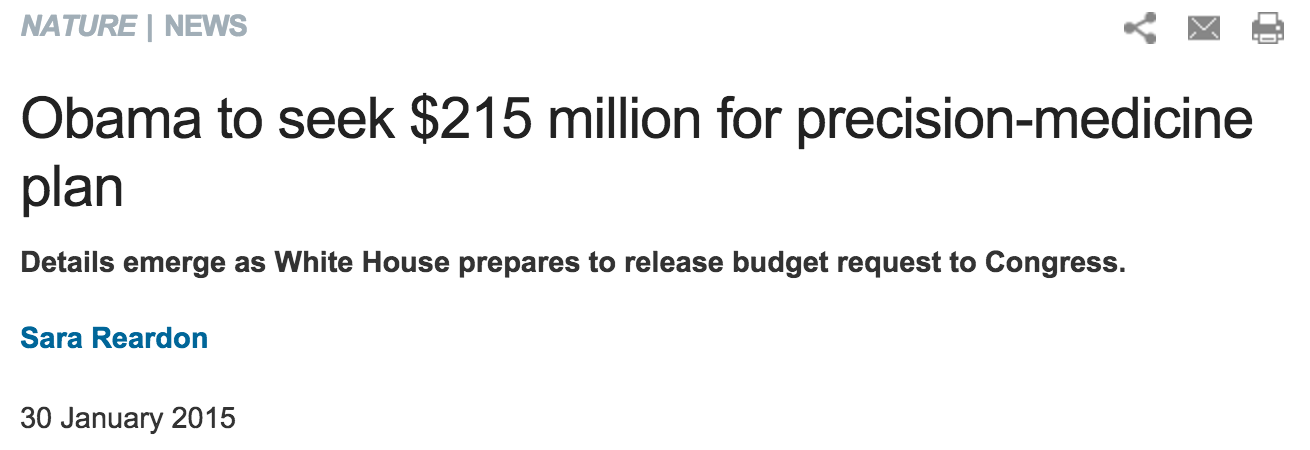 NATURE | NEWS
Obama to seek $215 million for precision-medicine
plan
Details emerge as White House prepares to release budget request to Congress.
Sara Reardon
30 January 2015